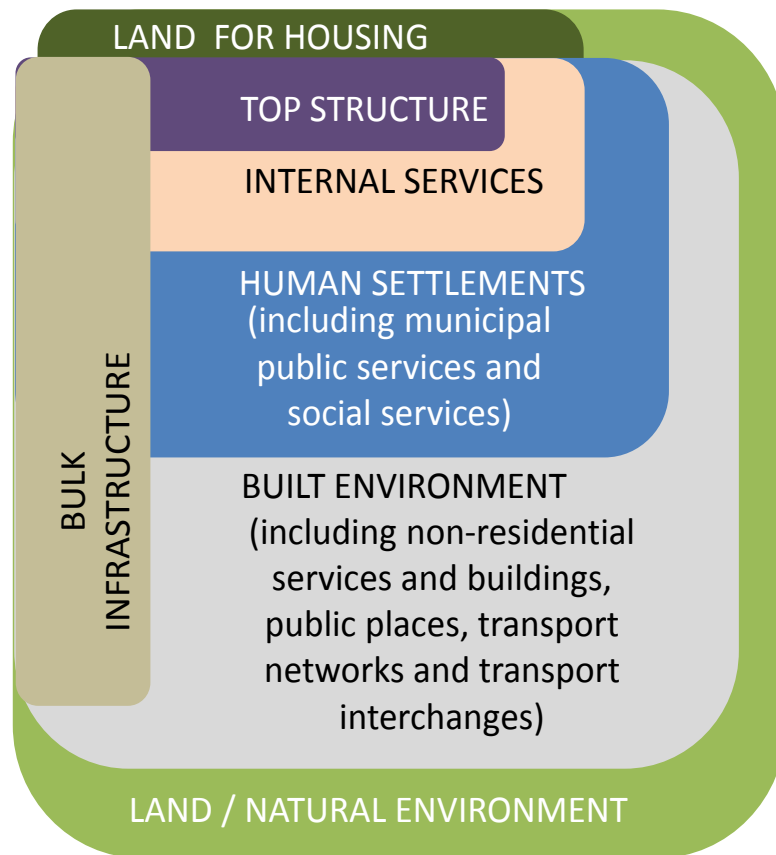 LAND FOR HOUSING
TOP STRUCTURE
INTERNAL SERVICES
HUMAN SETTLEMENTS
(including municipal
public services and
social services)
BULK
INFRASTRUCTURE
BUILT ENVIRONMENT
(including non-residential
services and buildings,
public places, transport
networks and transport
interchanges)
LAND / NATURAL ENVIRONMENT